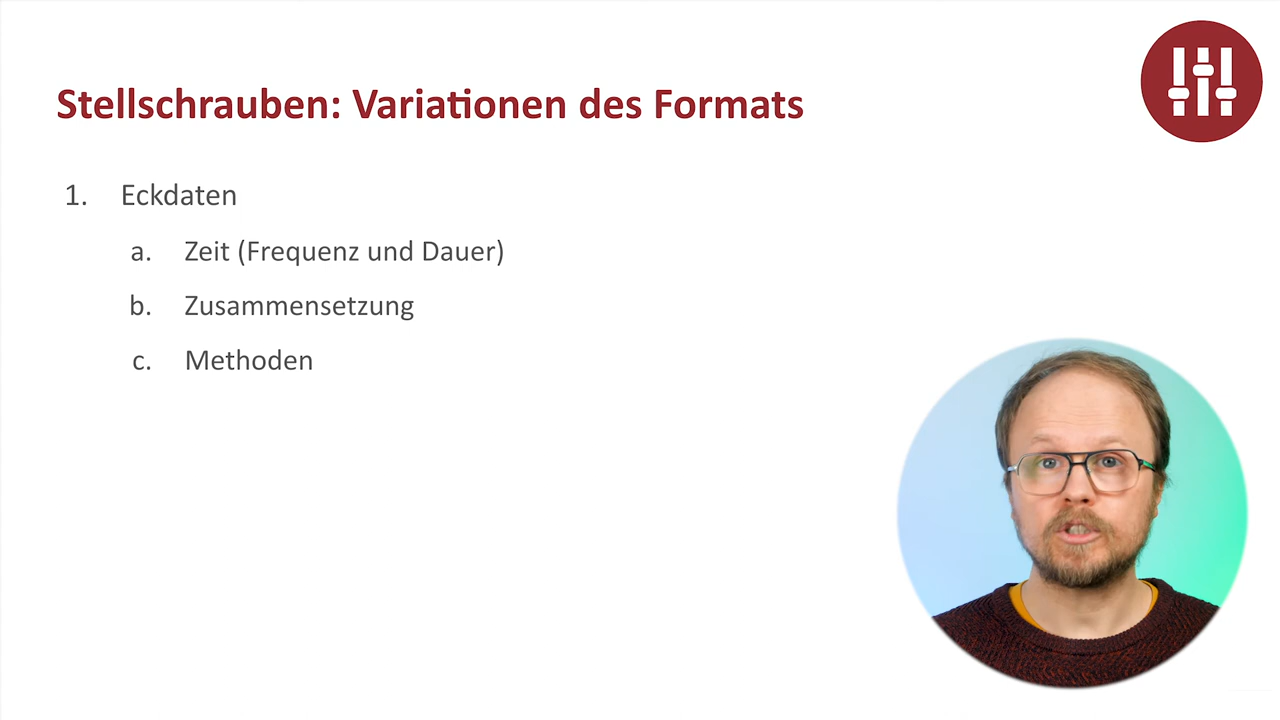 Stellschrauben: Variationen des Formats
1. Eckdaten
a. Zeit (Frequenz und Dauer)
b. Zusammensetzung
c. Methoden